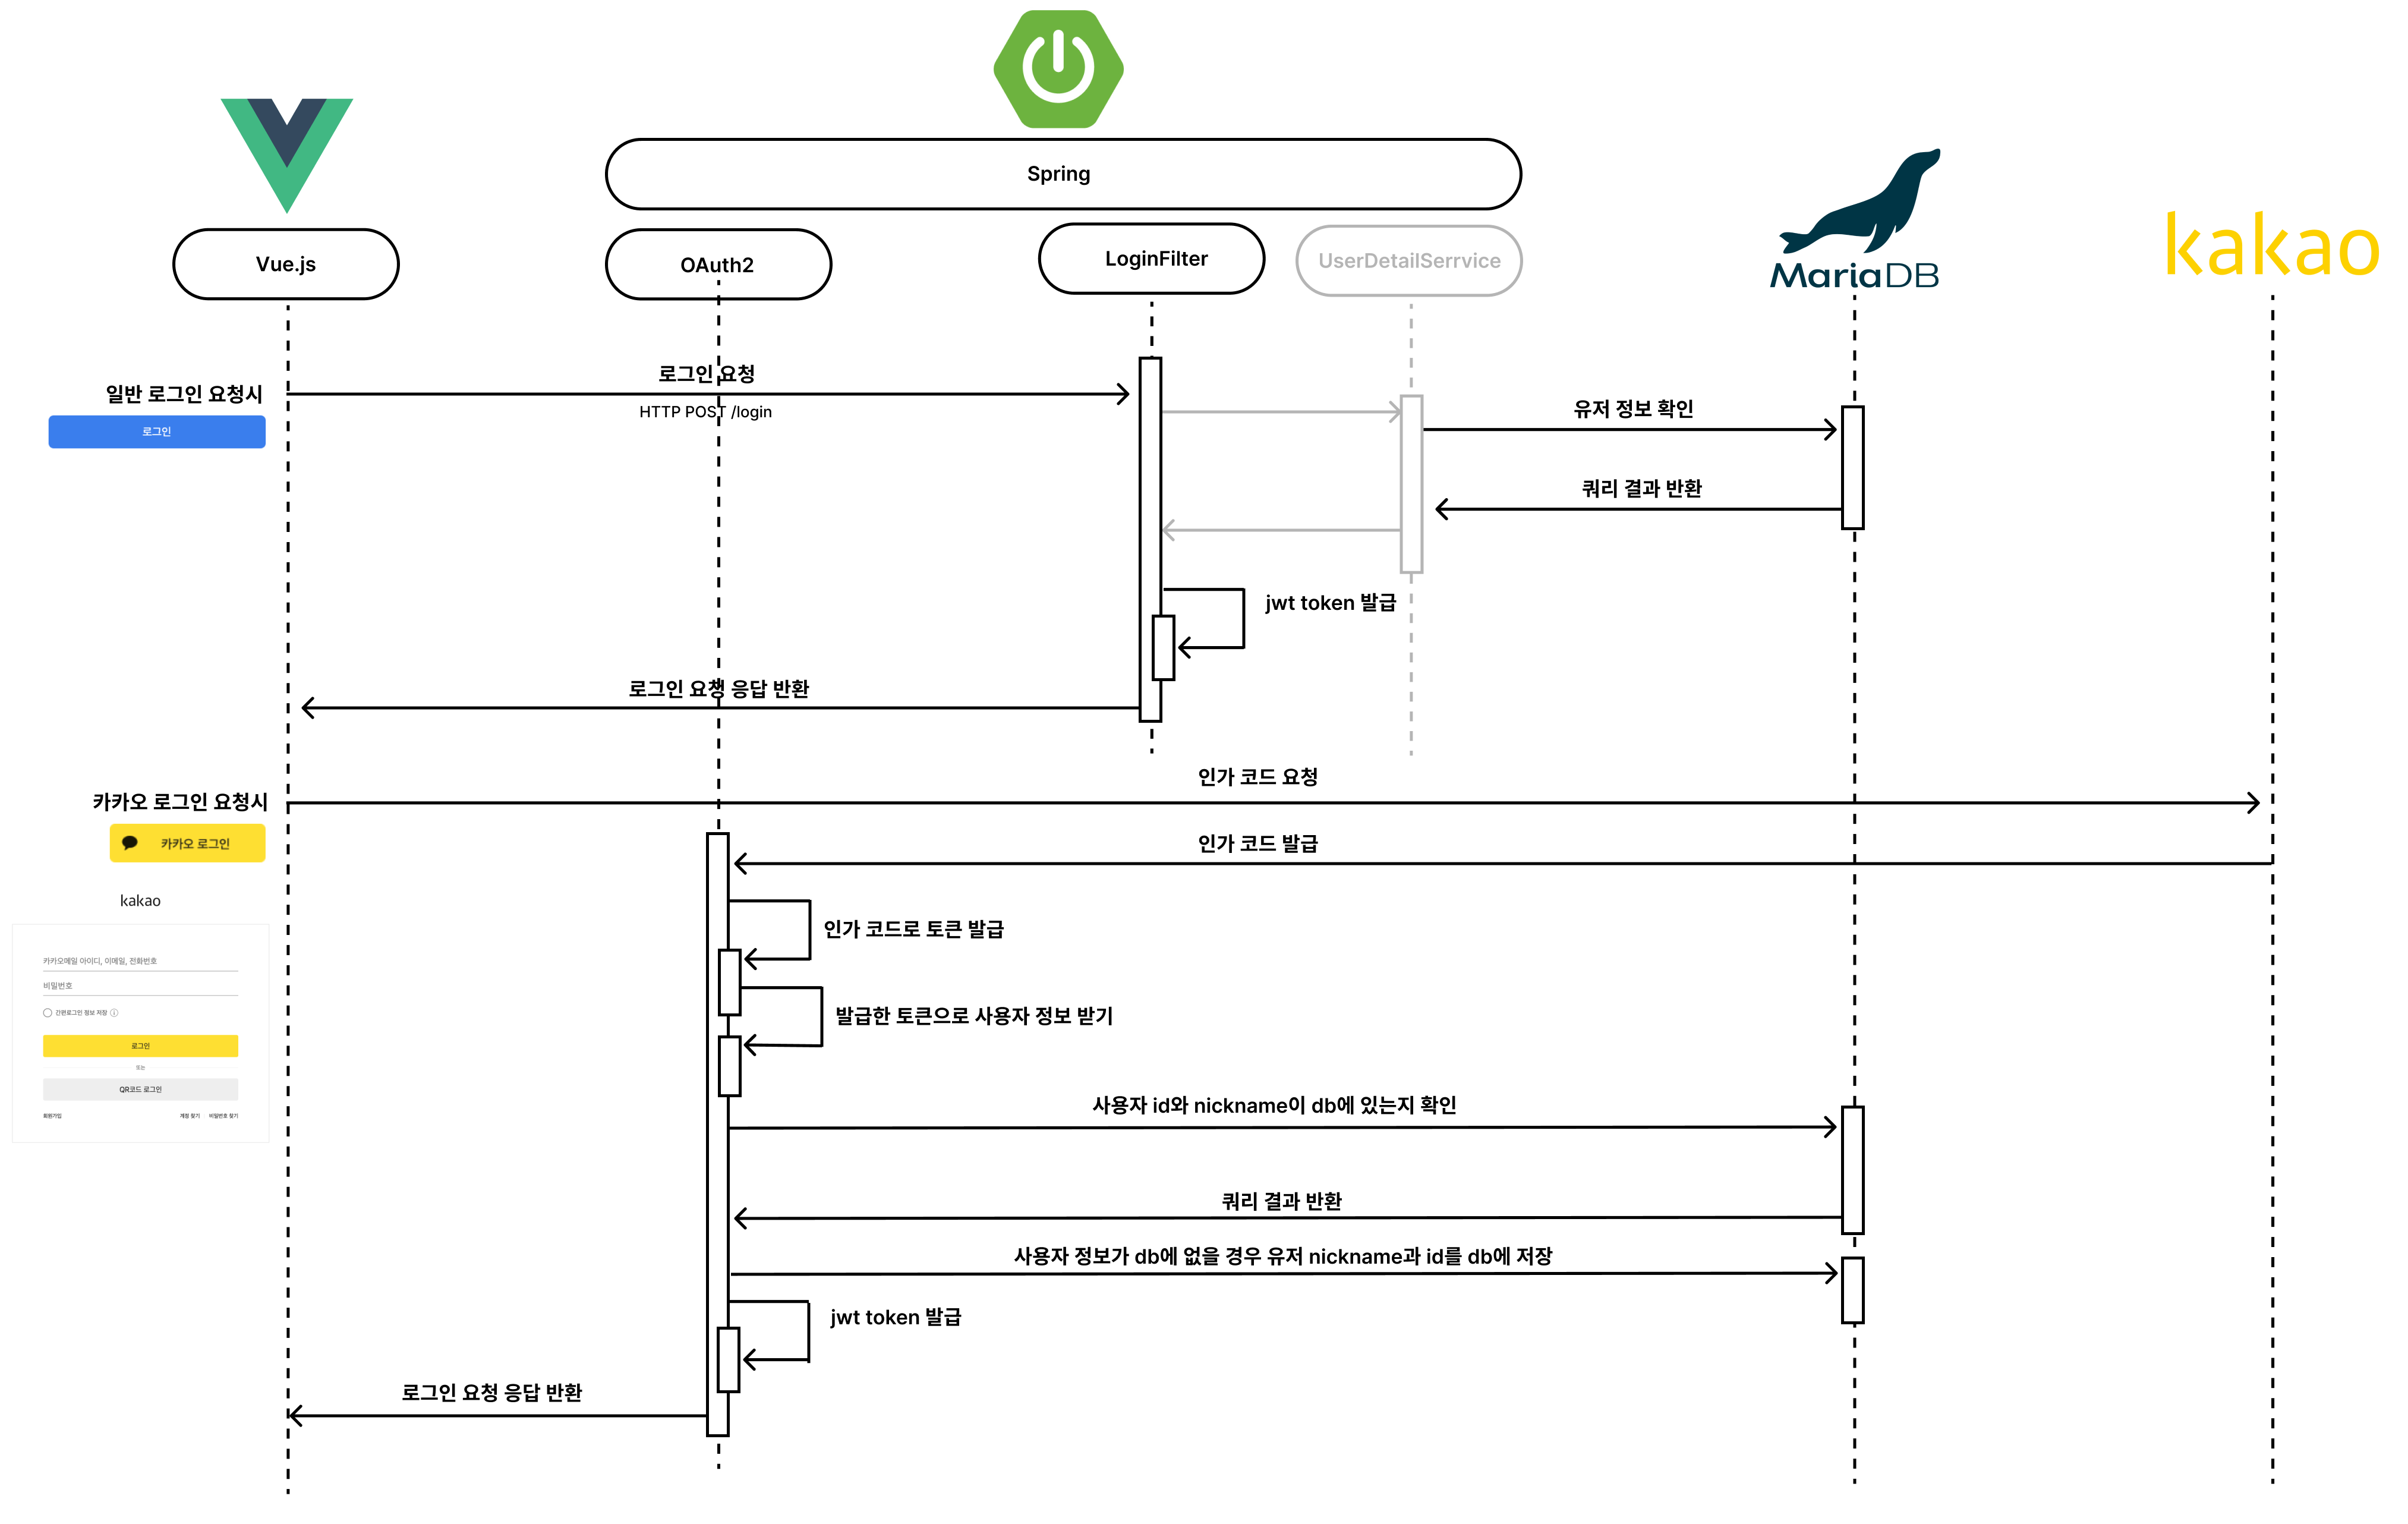 Spring
Vue.js
OAuth2
LoginFilter
UserDetailSerrvice
MariaDB
kakao
일반 로그인 요청시
로그인
로그인 요청
HTTP POST /login
유저 정보 확인
쿼리 결과 반환
jwt token 발급
로그인 요청 응답 반환
카카오 로그인 요청시
카카오 로그인
인가 코드 요청
인가 코드 발급
kakao
카카오메일 아이디, 이메일, 전화번호
비밀번호
간편로그인 정보 저장
로그인
또는
QR코드 로그인
회원가입
계정 찾기
비밀번호 찾기
인가 코드로 토큰 발급
발급한 토큰으로 사용자 정보 받기
사용자 id와 nickname이 db에 있는지 확인
쿼리 결과 반환
사용자 정보가 db에 없을 경우 유저 nickname과 id를 db에 저장
jwt token 발급
로그인 요청 응답 반환